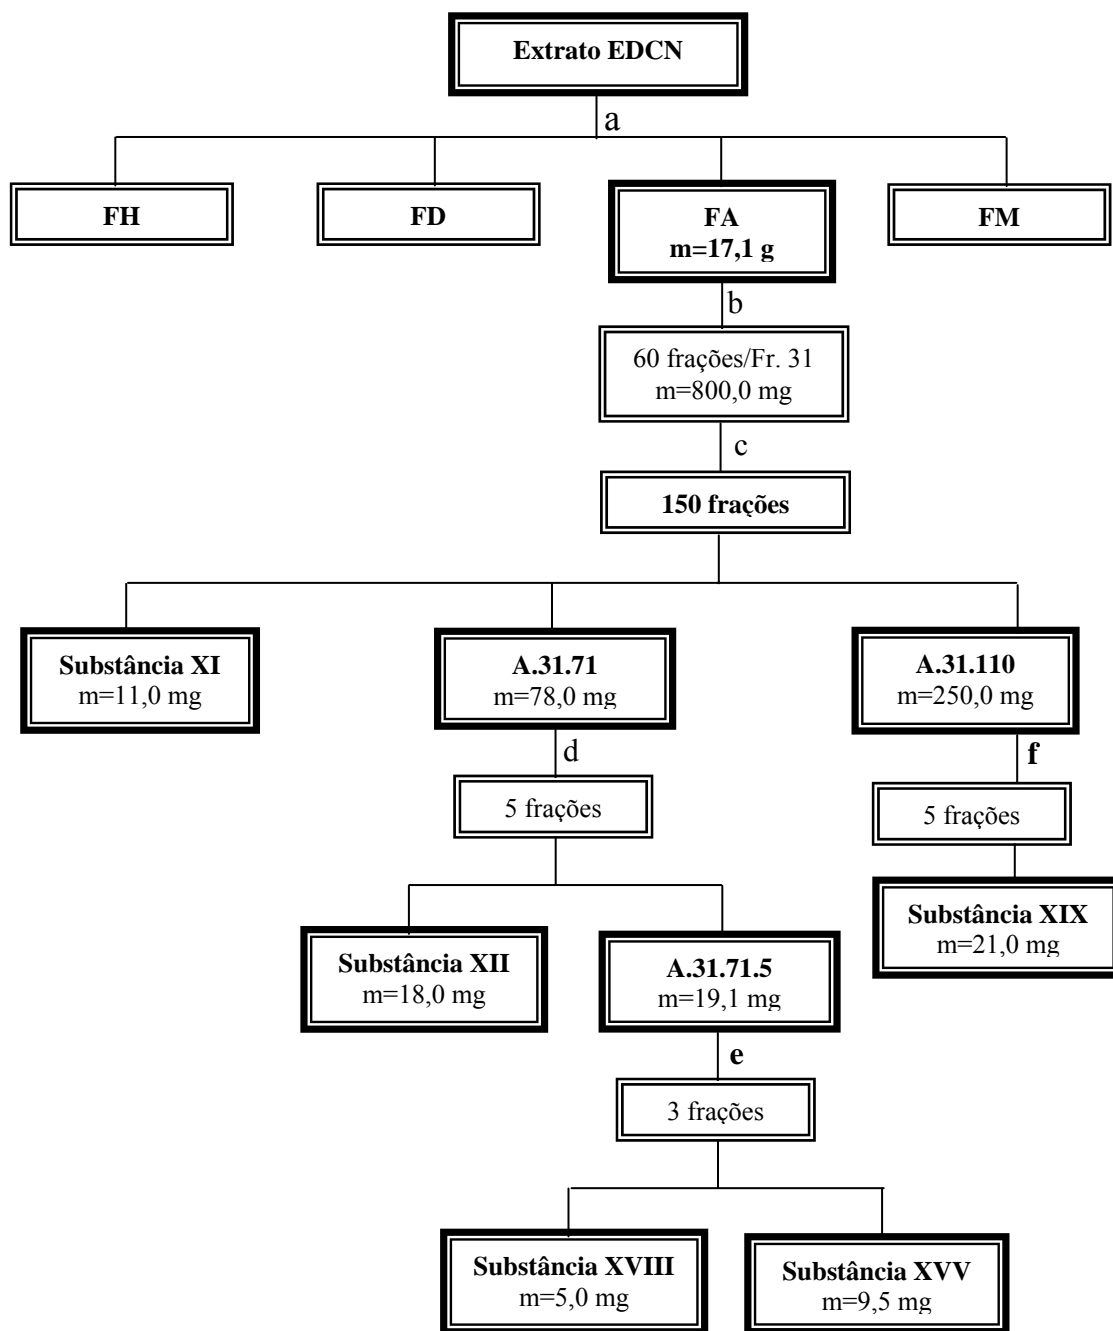 Extrato EDCN
a
FH
FD
FA
m=17,1 g
FM
b
60 frações/Fr. 31
m=800,0 mg
c
150 frações
Substância XI
m=11,0 mg
A.31.71
m=78,0 mg
A.31.110
m=250,0 mg
d
f
5 frações
5 frações
Substância XII
m=18,0 mg
A.31.71.5
m=19,1 mg
Substância XIX
m=21,0 mg
e
3 frações
Substância XVIII
m=5,0 mg
Substância XVV
m=9,5 mg